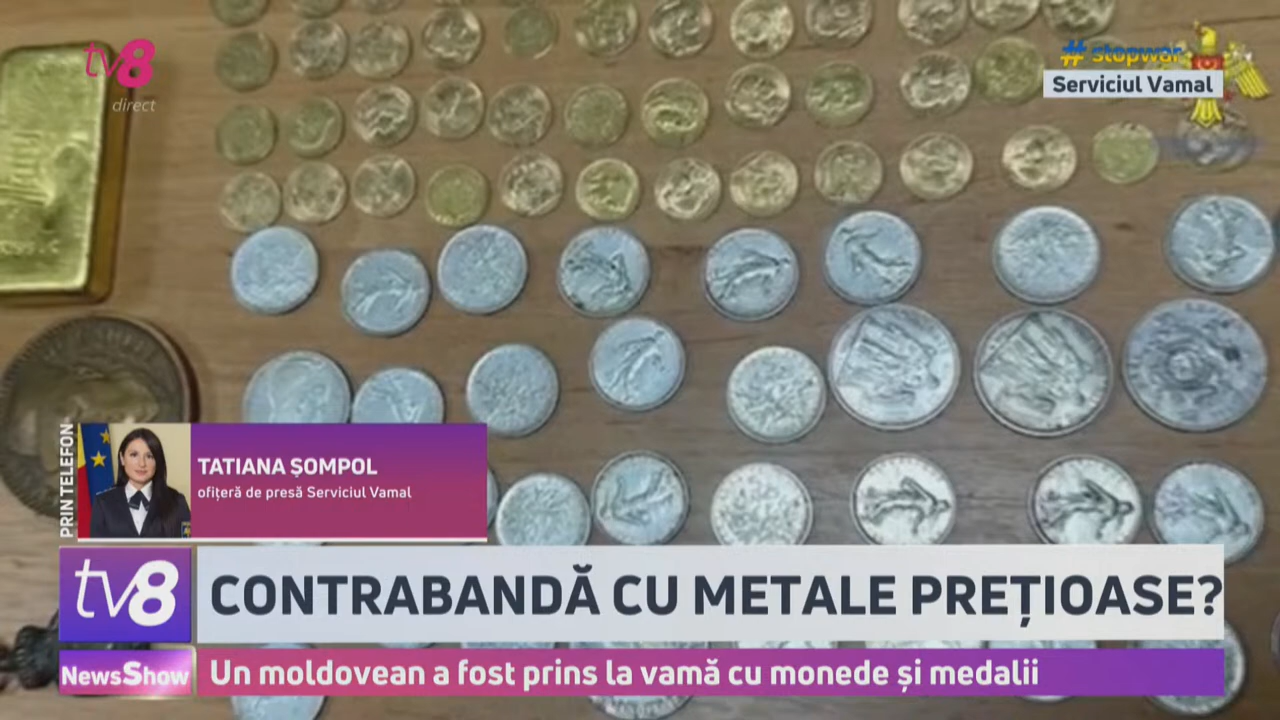 tv8
direct
# stopwar
Serviciul Vamal
PRIN TELEFON
TATIANA ȘOMPOL
ofițeră de presă Serviciul Vamal
tv8
CONTRABANDĂ CU METALE PREȚIOASE?
NewsShow
Un moldovean a fost prins la vamă cu monede și medalii